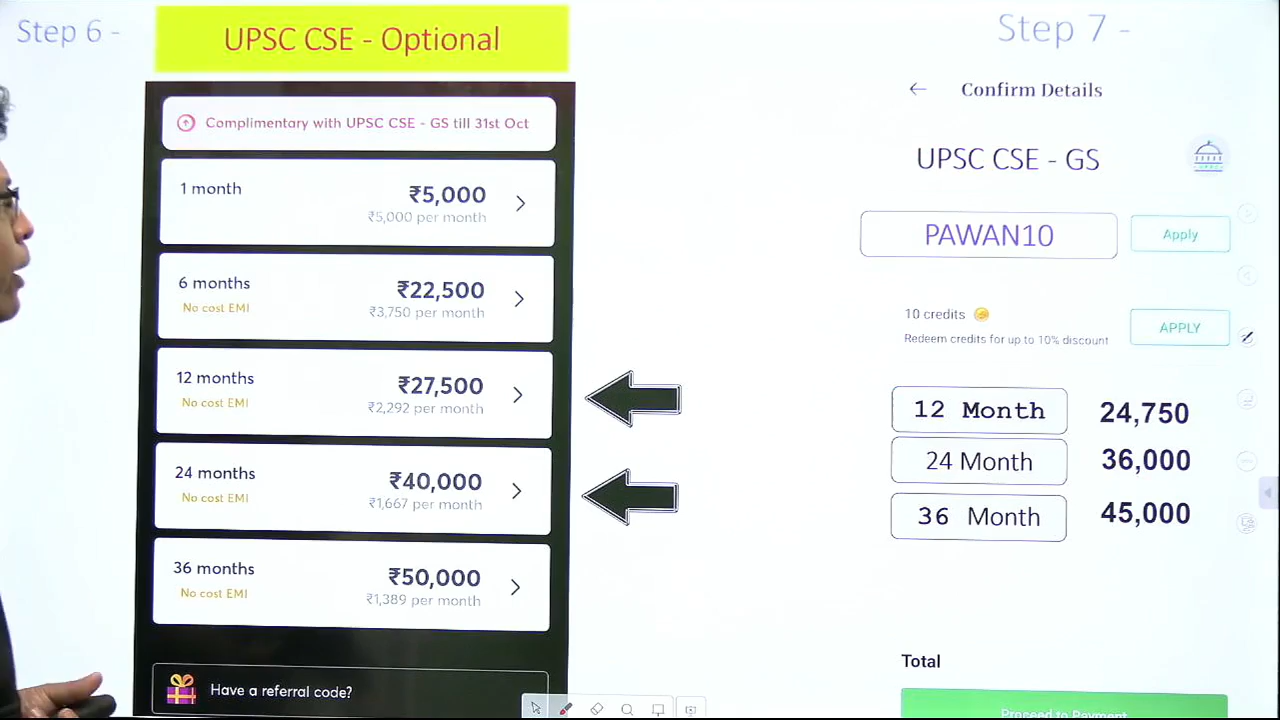 Step 6 -
UPSC CSE - Optional
Complimentary with UPSC CSE - GS till 31st Oct
1 month
₹5,000
₹5,000 per month
6 months
₹22,500
No cost EMI
₹3,750 per month
12 months
₹27,500
No cost EMI
₹2,292 per month
24 months
₹40,000
No cost EMI
₹1,667 per month
36 months
₹50,000
No cost EMI
₹1,389 per month
Have a referral code?
Step 7 -
Confirm Details
UPSC CSE - GS
PAWAN10
Apply
10 credits
Redeem credits for up to 10% discount
APPLY
12 Month
24,750
24 Month
36,000
36 Month
45,000
Total
Proceed to Payment